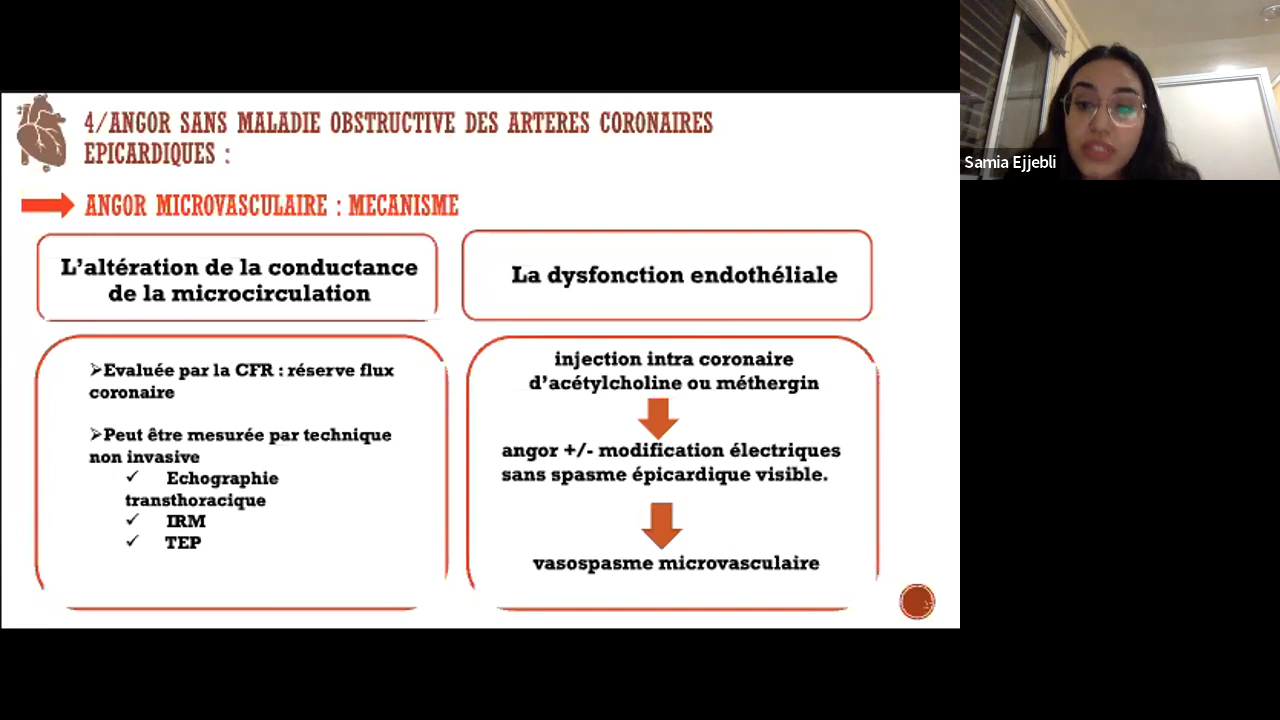 4/ANGOR SANS MALADIE OBSTRUCTIVE DES ARTERES CORONAIRES
EPICARDIQUES :
ANGOR MICROVASCULAIRE : MECANISME
L'altération de la conductance
de la microcirculation
➢Evaluée par la CFR : réserve flux
coronaire
➢Peut être mesurée par technique
non invasive
✓ Echographie
transthoracique
✓ IRM
✓ TEP
La dysfonction endothéliale
injection intra coronaire
d'acétylcholine ou méthergin
angor +/- modification électriques
sans spasme épicardique visible.
vasospasme microvasculaire
Samia Ejjebli